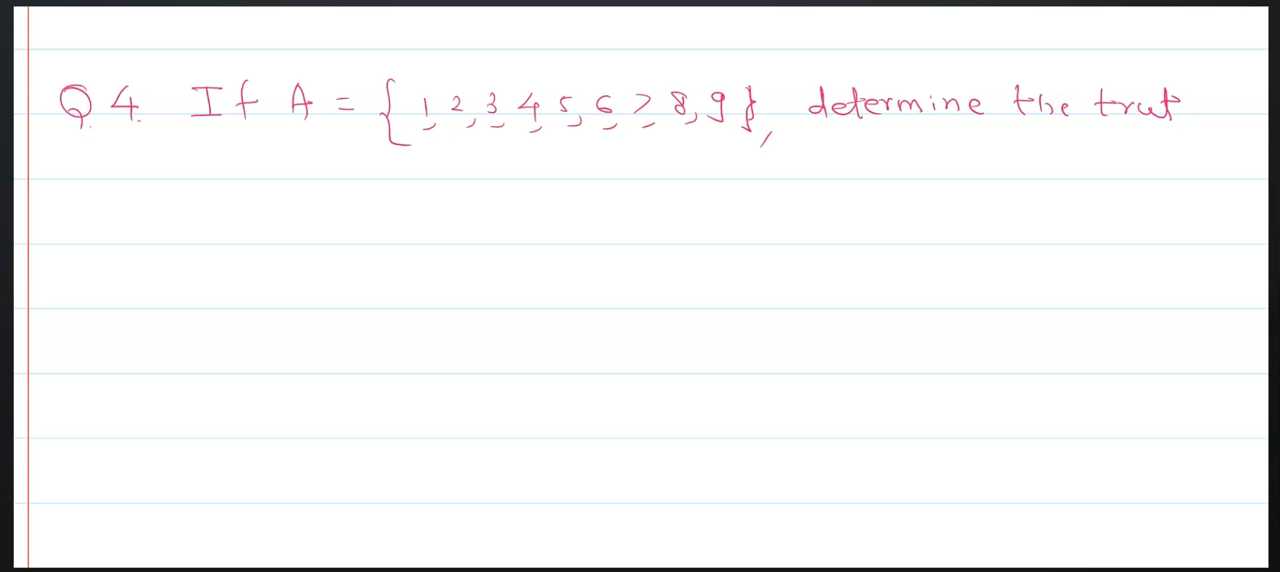 Q.4. If A = {1, 2, 3, 4, 5, 6, 7, 8, 9}, determine the trut